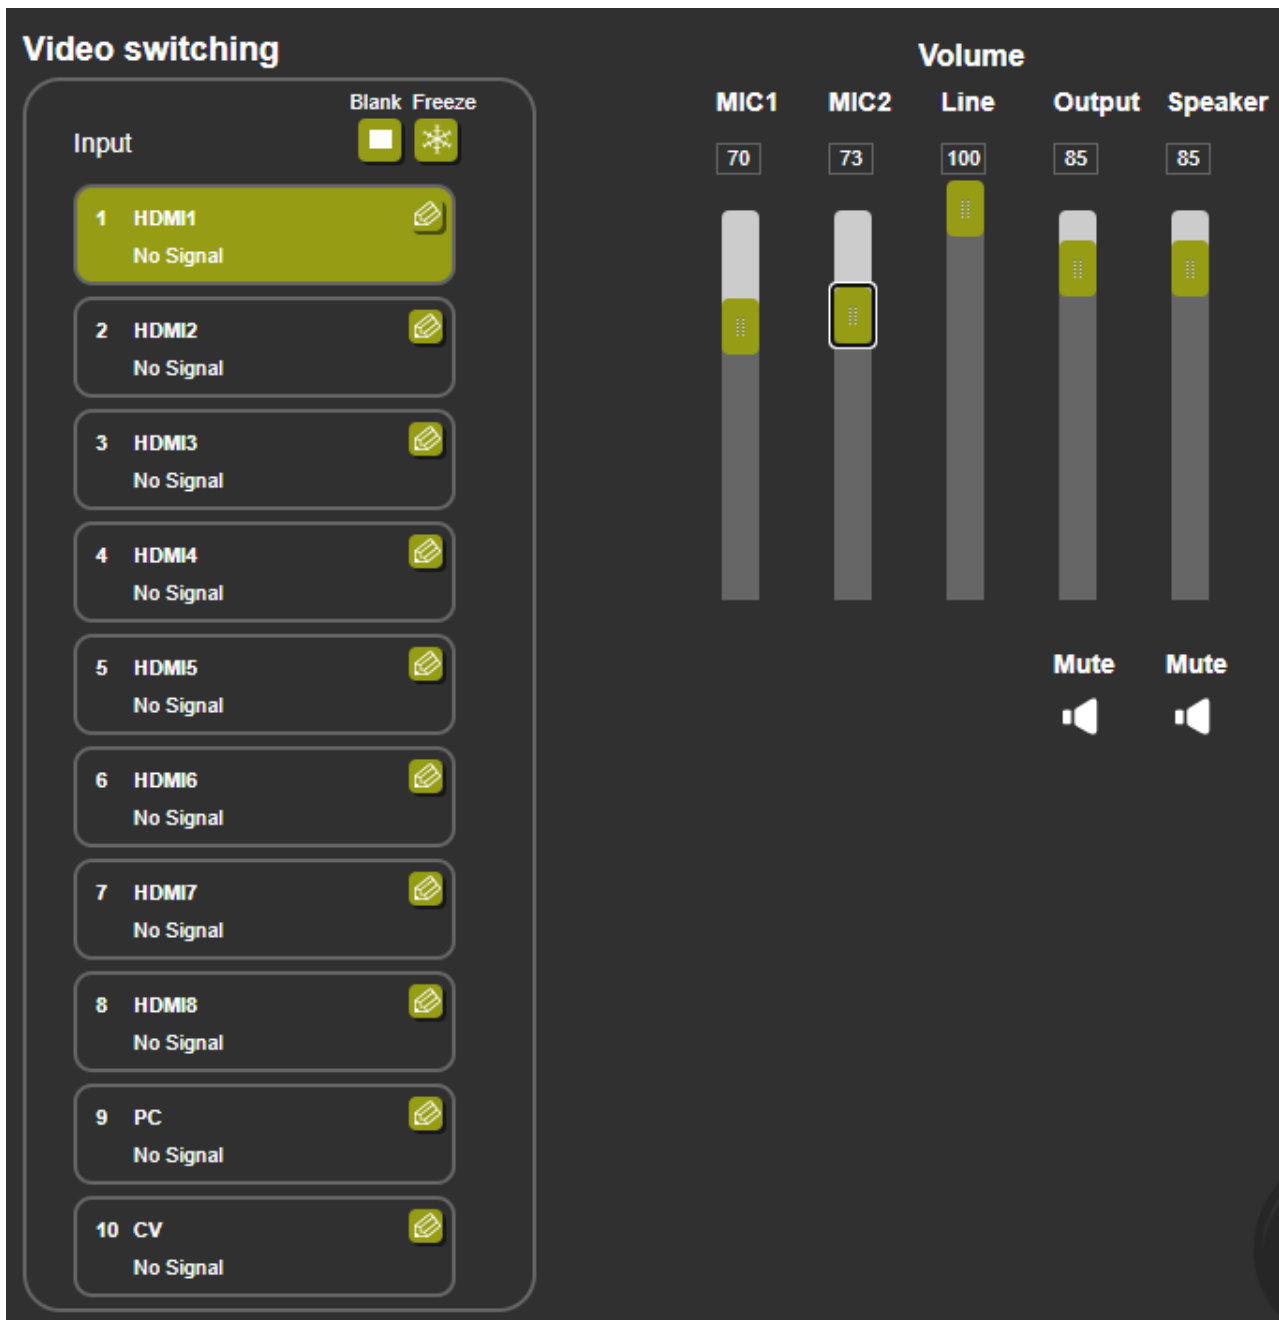 Video switching
Blank Freeze
Input
1 HDMI1
No Signal
2 HDMI2
No Signal
3 HDMI3
No Signal
4 HDMI4
No Signal
5 HDMI5
No Signal
6 HDMI6
No Signal
7 HDMI7
No Signal
8 HDMI8
No Signal
9 PC
No Signal
10 CV
No Signal
Volume
MIC1 MIC2 Line Output Speaker
70 73 100 85 85
Mute Mute